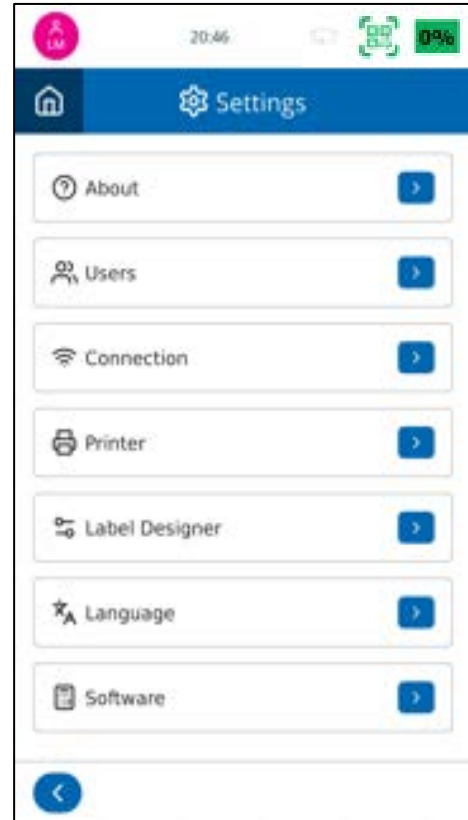 LM
20:46
0%
Settings
About
Users
Connection
Printer
Label Designer
Language
Software